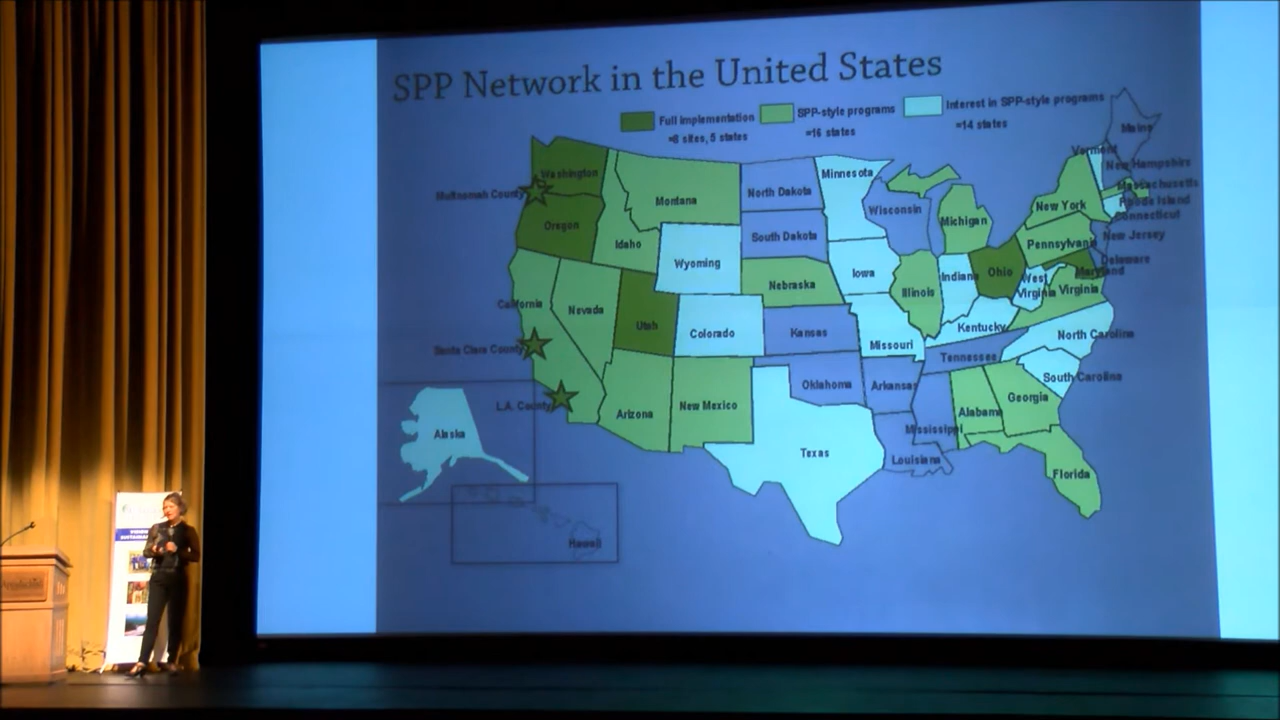 SPP Network in the United States
Full implementation
=8 sites, 5 states
SPP-style programs
=16 states
Interest in SPP-style programs
=14 states
Maine
Vermont
New Hampshire
Massachusetts
Rhode Island
Connecticut
New Jersey
Delaware
Maryland
Washington
Multnomah County
Oregon
Montana
Idaho
Wyoming
North Dakota
South Dakota
Minnesota
Wisconsin
Michigan
New York
Pennsylvania
Iowa
Nebraska
Illinois
Indiana
Ohio
West Virginia
Virginia
California
Nevada
Utah
Colorado
Kansas
Missouri
Kentucky
North Carolina
Tennessee
South Carolina
Santa Clara County
L.A. County
Arizona
New Mexico
Oklahoma
Arkansas
Mississippi
Alabama
Georgia
Texas
Louisiana
Florida
Alaska
Hawaii